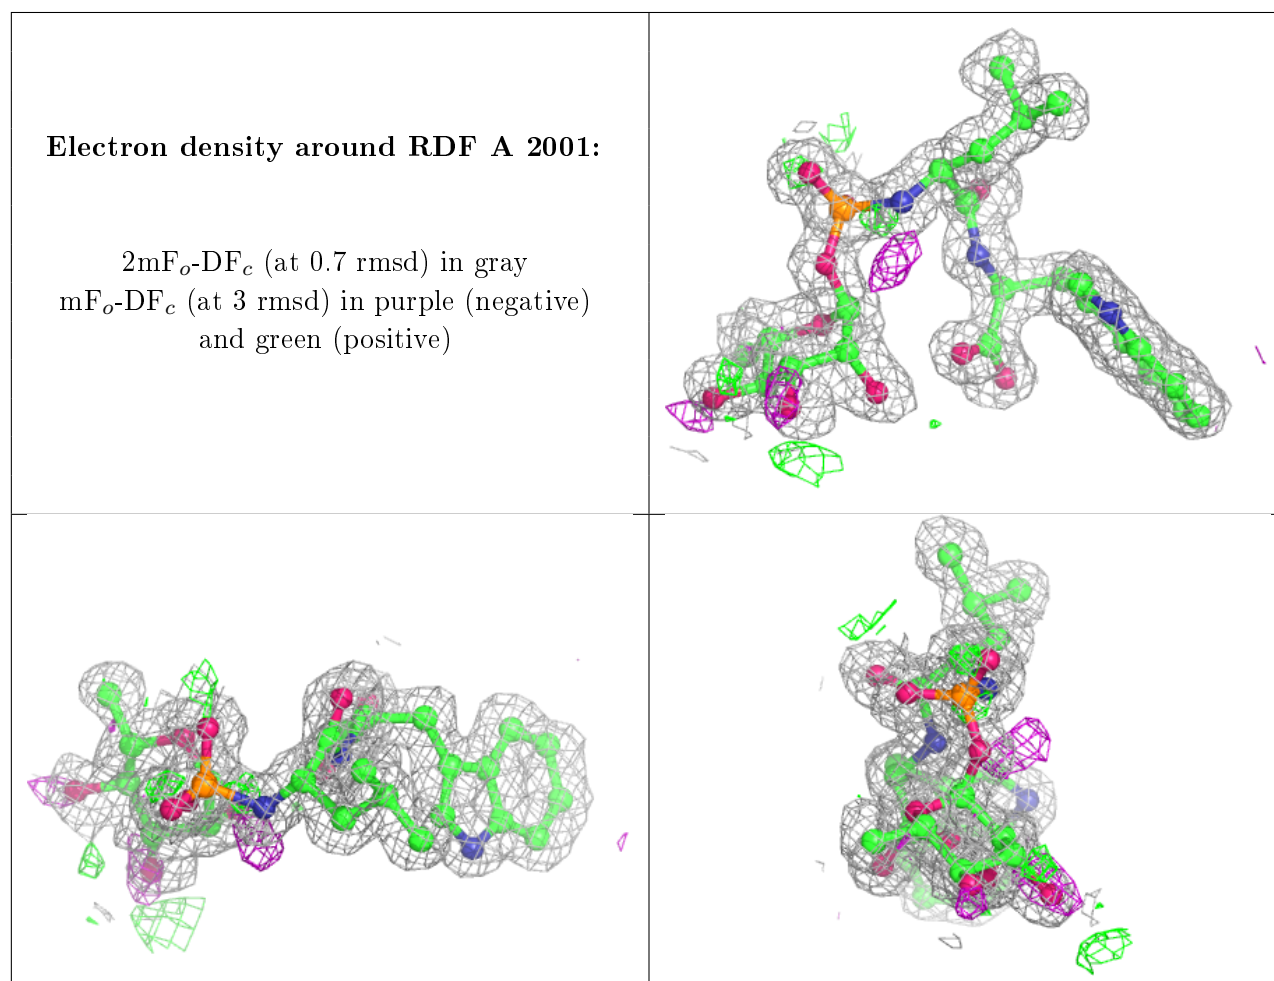 Electron density around RDF A 2001:
2mFo-DFc (at 0.7 rmsd) in gray
mFo-DFc (at 3 rmsd) in purple (negative)
and green (positive)